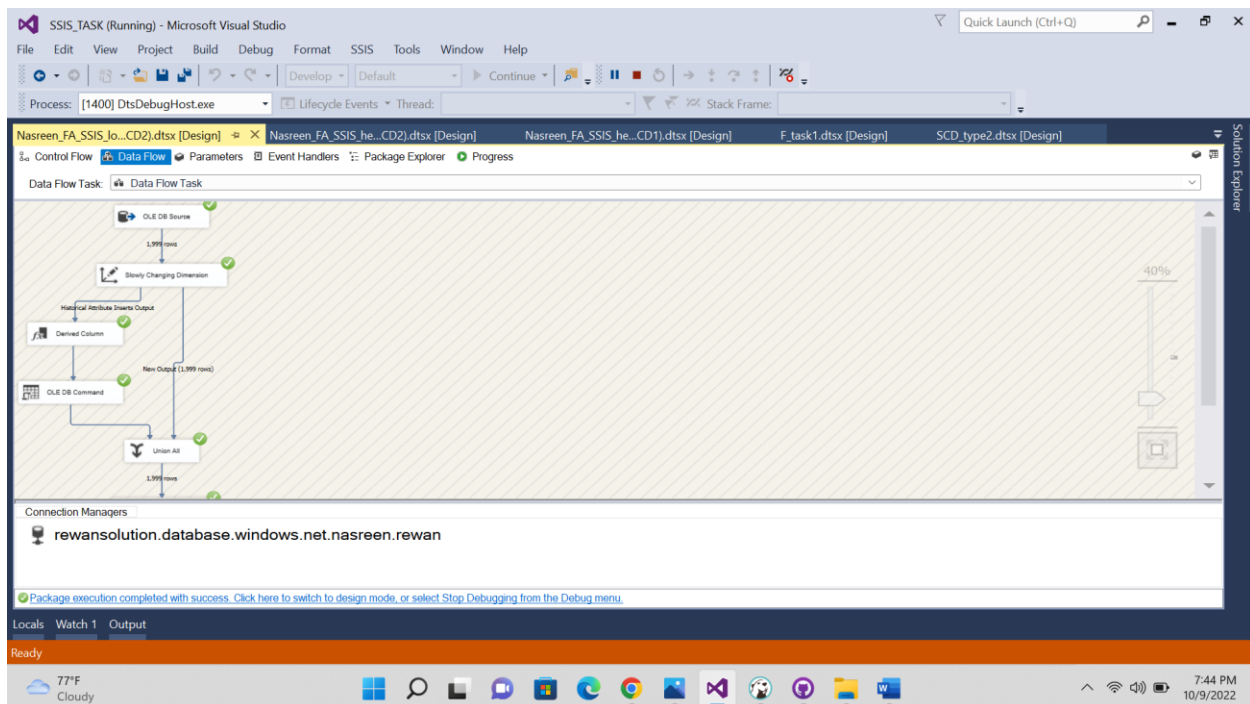 SSIS_TASK (Running) - Microsoft Visual Studio
Quick Launch (Ctrl+Q)
File Edit View Project Build Debug Format SSIS Tools Window Help
Develop Default Continue
Process: [1400] DtsDebugHost.exe Lifecycle Events Thread: Stack Frame:
Nasreen_FA_SSIS_lo...CD2).dtsx [Design] Nasreen_FA_SSIS_he...CD2).dtsx [Design] Nasreen_FA_SSIS_he...CD1).dtsx [Design] F_task1.dtsx [Design] SCD_type2.dtsx [Design]
Solution Explorer
Control Flow Data Flow Parameters Event Handlers Package Explorer Progress
Data Flow Task: Data Flow Task
OLE DB Source
1,999 rows
Slowly Changing Dimension
40%
Historical Attribute Inserts Output
Derived Column
New Output (1,999 rows)
OLE DB Command
Union All
1,999 rows
Connection Managers
rewansolution.database.windows.net.nasreen.rewan
Package execution completed with success. Click here to switch to design mode, or select Stop Debugging from the Debug menu.
Locals Watch 1 Output
Ready
77°F
Cloudy
7:44 PM
10/9/2022